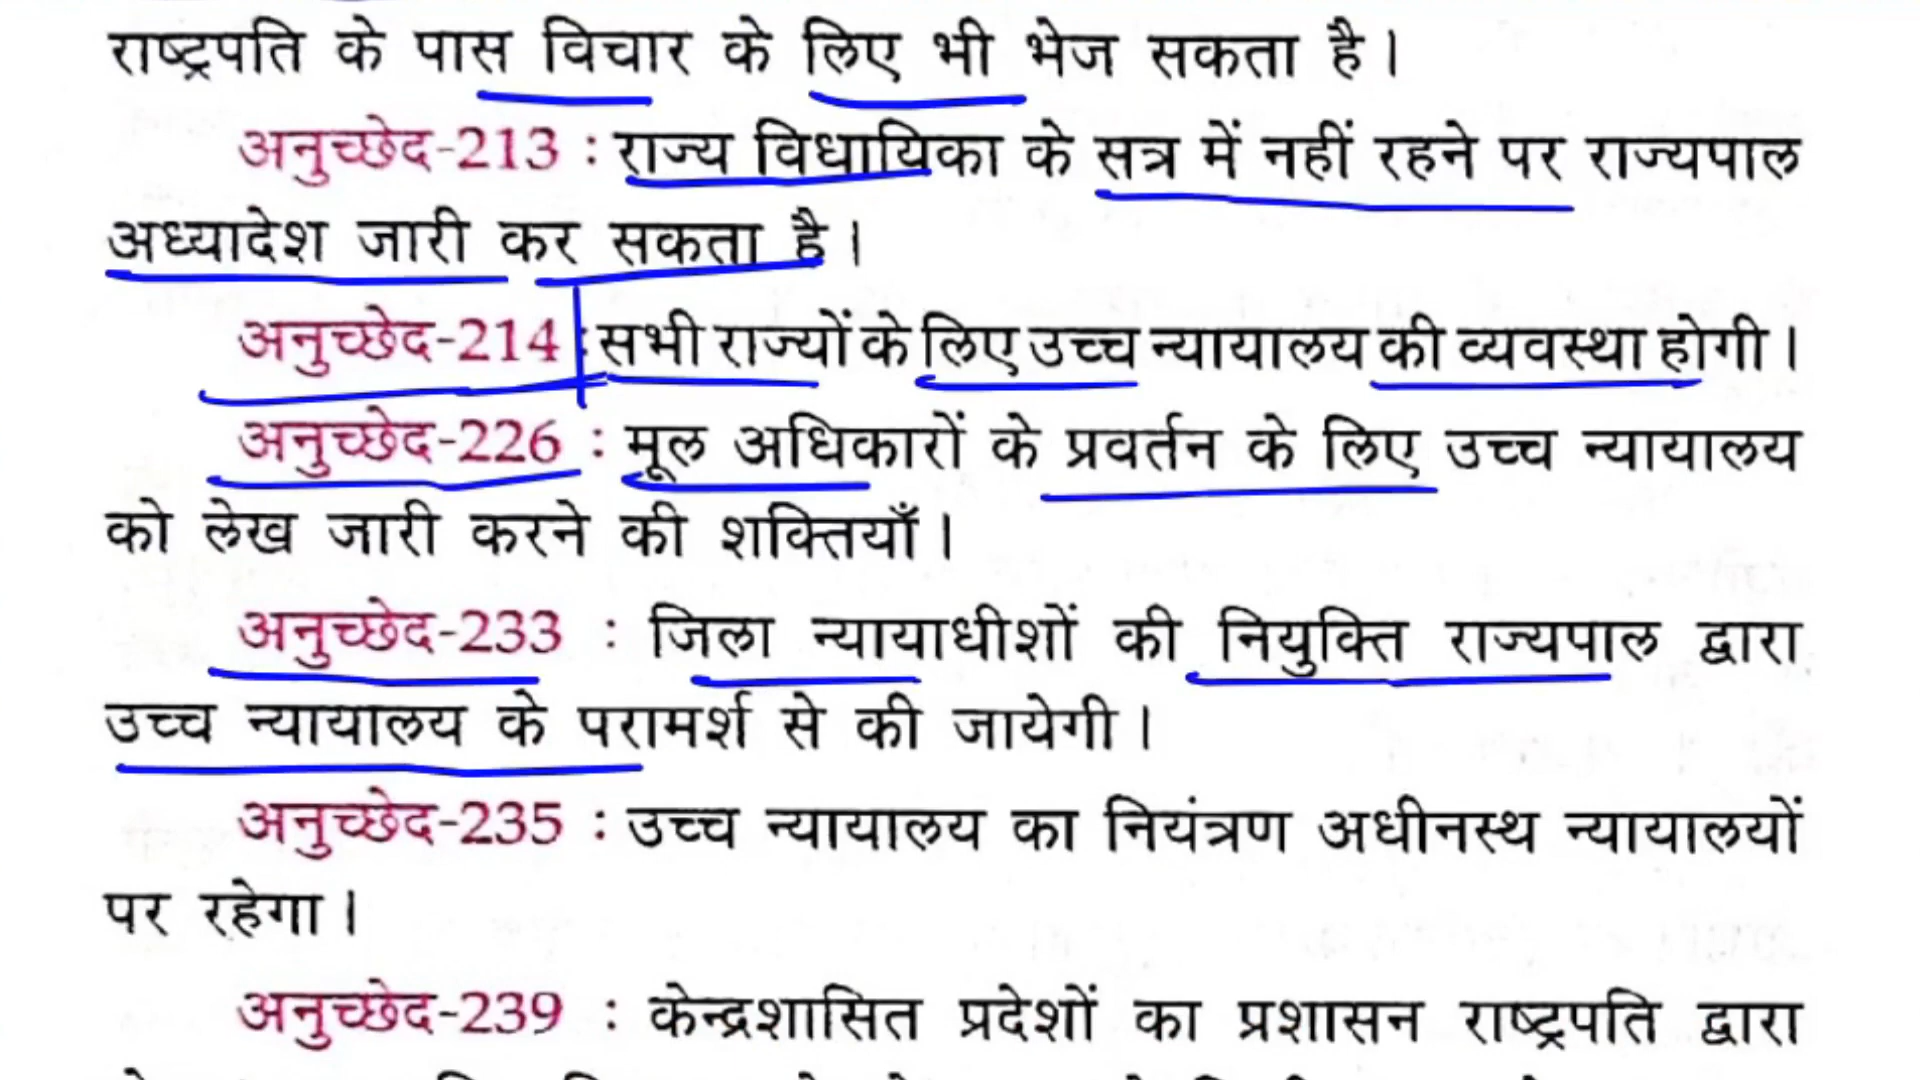 राष्ट्रपति के पास विचार के लिए भी भेज सकता है।
अनुच्छेद-213 : राज्य विधायिका के सत्र में नहीं रहने पर राज्यपाल
अध्यादेश जारी कर सकता है।
अनुच्छेद-214 : सभी राज्यों के लिए उच्च न्यायालय की व्यवस्था होगी।
अनुच्छेद-226 : मूल अधिकारों के प्रवर्तन के लिए उच्च न्यायालय
को लेख जारी करने की शक्तियाँ।
अनुच्छेद-233 : जिला न्यायाधीशों की नियुक्ति राज्यपाल द्वारा
उच्च न्यायालय के परामर्श से की जायेगी।
अनुच्छेद-235 : उच्च न्यायालय का नियंत्रण अधीनस्थ न्यायालयों
पर रहेगा।
अनुच्छेद-239 : केन्द्रशासित प्रदेशों का प्रशासन राष्ट्रपति द्वारा